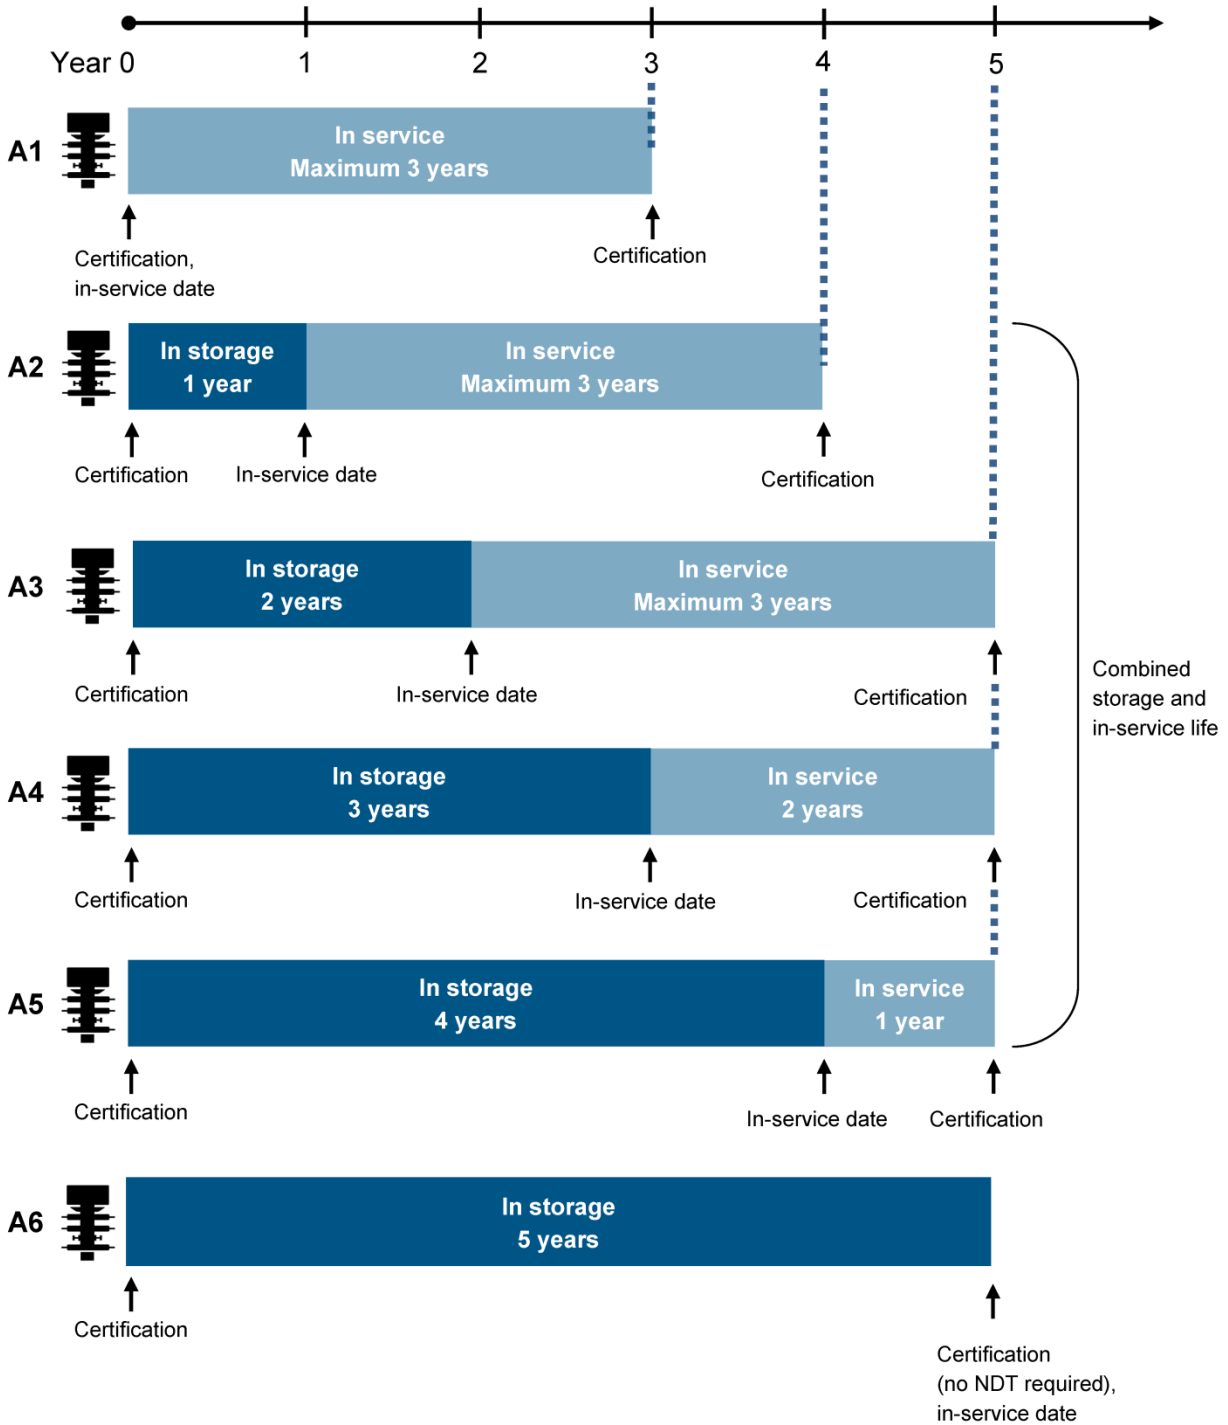 Year 0 1 2 3 4 5
A1
In service
Maximum 3 years
Certification,
in-service date
Certification
A2
In storage
1 year
In service
Maximum 3 years
Certification
In-service date
Certification
A3
In storage
2 years
In service
Maximum 3 years
Certification
In-service date
Certification
Combined
storage and
in-service life
A4
In storage
3 years
In service
2 years
Certification
In-service date
Certification
A5
In storage
4 years
In service
1 year
Certification
In-service date
Certification
A6
In storage
5 years
Certification
Certification
(no NDT required),
in-service date